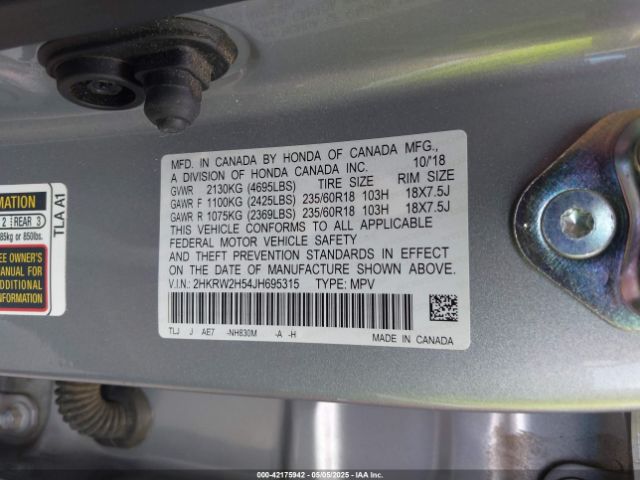 MFD. IN CANADA BY HONDA OF CANADA MFG.,
A DIVISION OF HONDA CANADA INC. 10/'18
GVWR 2130KG (4695LBS) TIRE SIZE RIM SIZE
GAWR F 1100KG (2425LBS) 235/60R18 103H 18X7.5J
GAWR R 1075KG (2369LBS) 235/60R18 103H 18X7.5J
THIS VEHICLE CONFORMS TO ALL APPLICABLE
FEDERAL MOTOR VEHICLE SAFETY
AND THEFT PREVENTION STANDARDS IN EFFECT
ON THE DATE OF MANUFACTURE SHOWN ABOVE.
V.I.N.: 2HKRW2H54JH695315 TYPE: MPV
TLJ J AE7 -NH830M -A -H
MADE IN CANADA
MATION
2 REAR 3
85kg or 850lbs.
EE OWNER'S
ANUAL FOR
DDITIONAL
NFORMATION
TLA A1
000-42175942 - 05/05/2025 - IAAI, Inc.